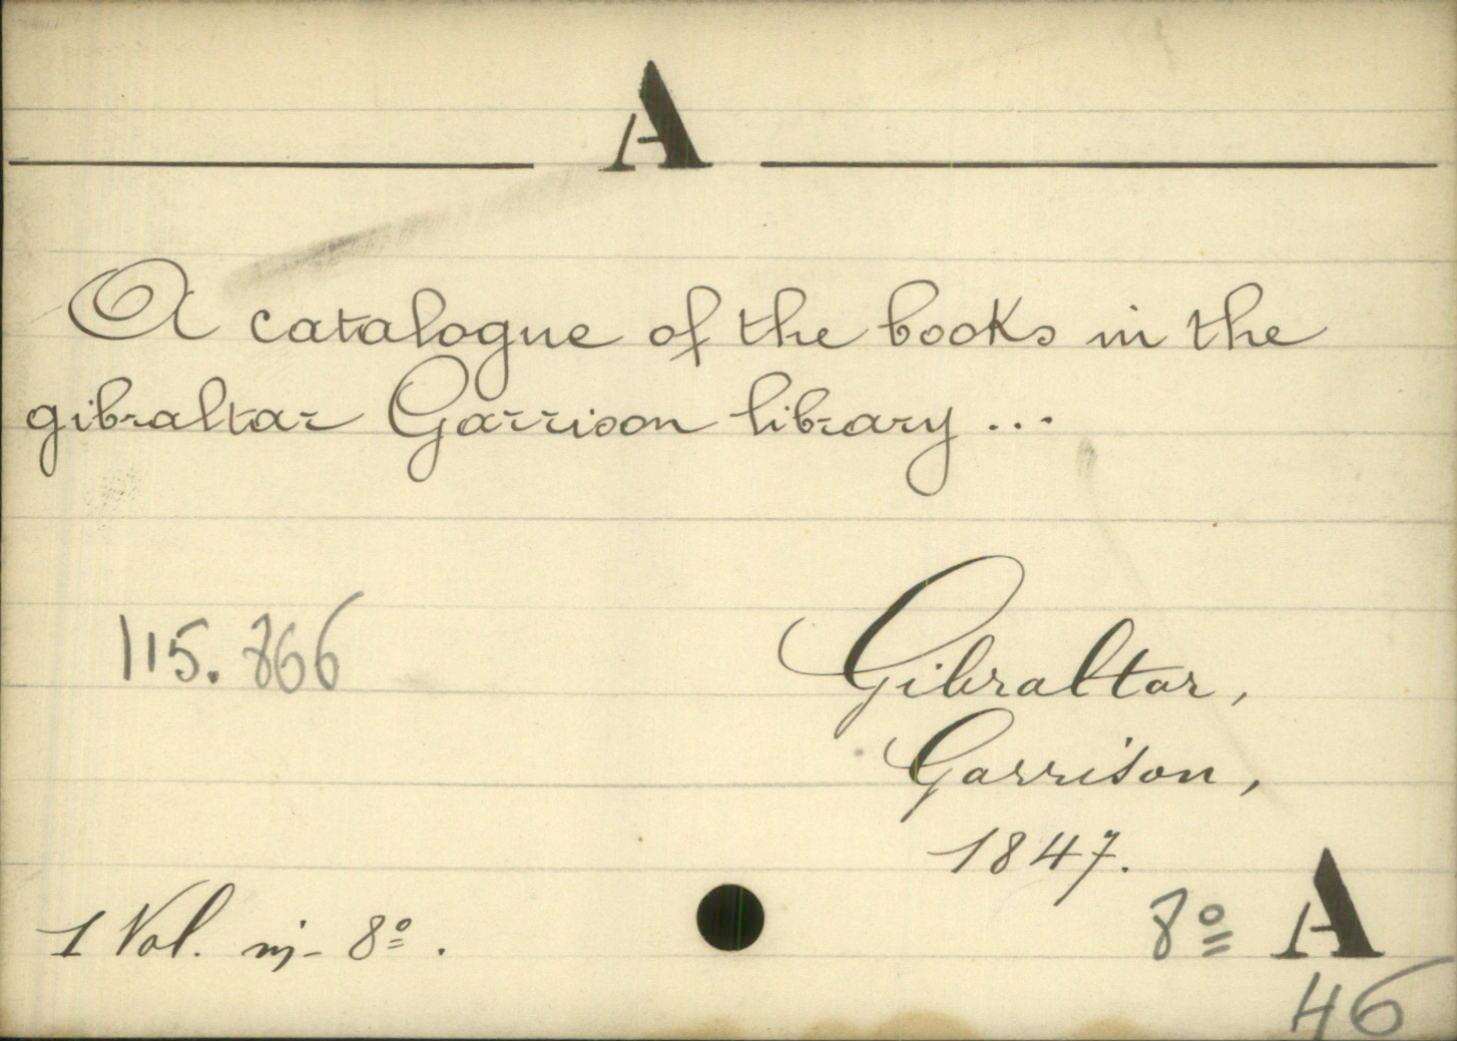 A
A catalogue of the books in the
gibraltar Garrison library ...
115.866
Gibraltar,
Garrison,
1847.
1 Vol. in- 8º.
8º A
46